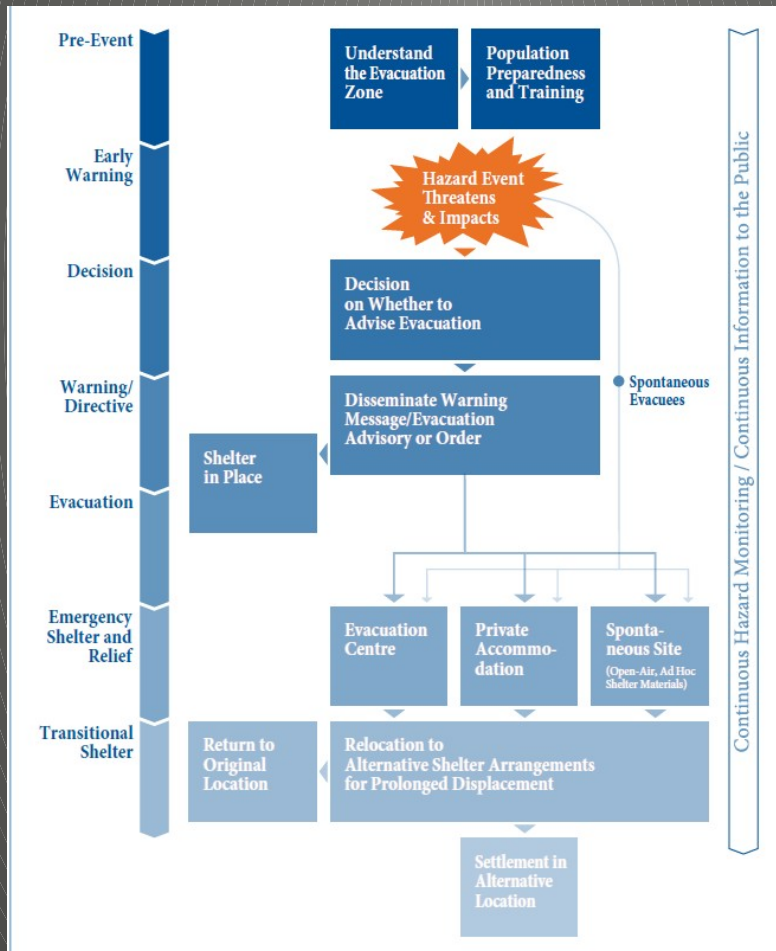 Pre-Event
Understand
the Evacuation
Zone
Population
Preparedness
and Training
Early
Warning
Hazard Event
Threatens
& Impacts
Decision
Decision
on Whether to
Advise Evacuation
Warning/
Directive
Disseminate Warning
Message/Evacuation
Advisory or Order
Spontaneous
Evacuees
Shelter
in Place
Evacuation
Emergency
Shelter and
Relief
Evacuation
Centre
Private
Accommo-
dation
Sponta-
neous Site
(Open-Air, Ad Hoc
Shelter Materials)
Transitional
Shelter
Return to
Original
Location
Relocation to
Alternative Shelter Arrangements
for Prolonged Displacement
Settlement in
Alternative
Location
Continuous Hazard Monitoring / Continuous Information to the Public